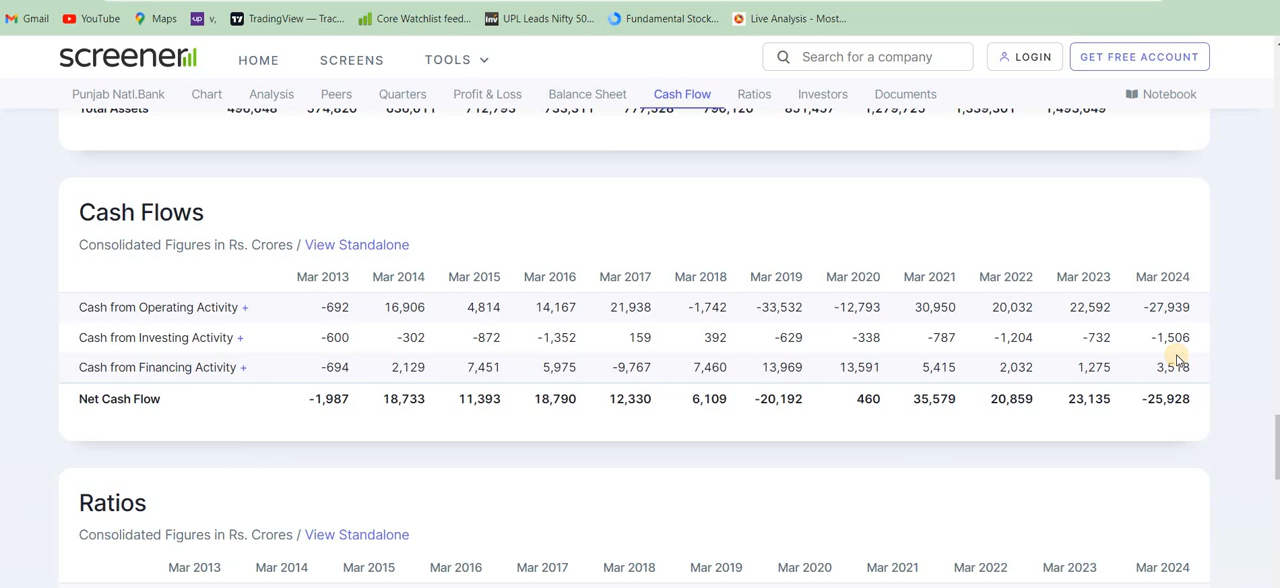 Gmail YouTube Maps up v, TradingView — Trac... Core Watchlist feed... Inv UPL Leads Nifty 50... Fundamental Stock... Live Analysis - Most...
screener HOME SCREENS TOOLS Search for a company LOGIN GET FREE ACCOUNT
Punjab Natl.Bank Chart Analysis Peers Quarters Profit & Loss Balance Sheet Cash Flow Ratios Investors Documents Notebook
Total Assets
Cash Flows
Consolidated Figures in Rs. Crores / View Standalone
Mar 2013 Mar 2014 Mar 2015 Mar 2016 Mar 2017 Mar 2018 Mar 2019 Mar 2020 Mar 2021 Mar 2022 Mar 2023 Mar 2024
Cash from Operating Activity + -692 16,906 4,814 14,167 21,938 -1,742 -33,532 -12,793 30,950 20,032 22,592 -27,939
Cash from Investing Activity + -600 -302 -872 -1,352 159 392 -629 -338 -787 -1,204 -732 -1,506
Cash from Financing Activity + -694 2,129 7,451 5,975 -9,767 7,460 13,969 13,591 5,415 2,032 1,275 3,518
Net Cash Flow -1,987 18,733 11,393 18,790 12,330 6,109 -20,192 460 35,579 20,859 23,135 -25,928
Ratios
Consolidated Figures in Rs. Crores / View Standalone
Mar 2013 Mar 2014 Mar 2015 Mar 2016 Mar 2017 Mar 2018 Mar 2019 Mar 2020 Mar 2021 Mar 2022 Mar 2023 Mar 2024